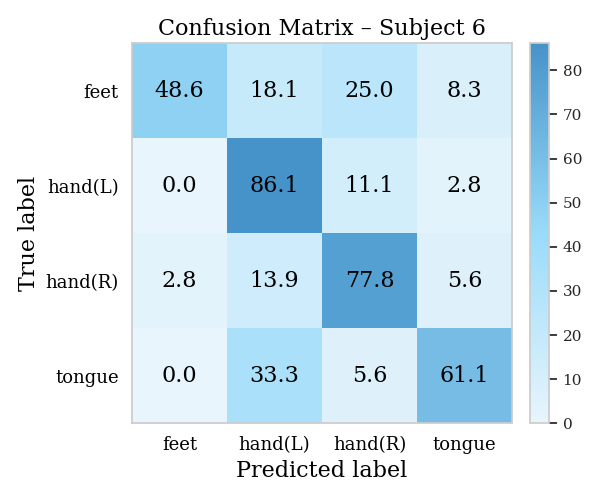 Confusion Matrix – Subject 6
feet 48.6 18.1 25.0 8.3
hand(L) 0.0 86.1 11.1 2.8
hand(R) 2.8 13.9 77.8 5.6
tongue 0.0 33.3 5.6 61.1
feet hand(L) hand(R) tongue
Predicted label
True label
80
70
60
50
40
30
20
10
0